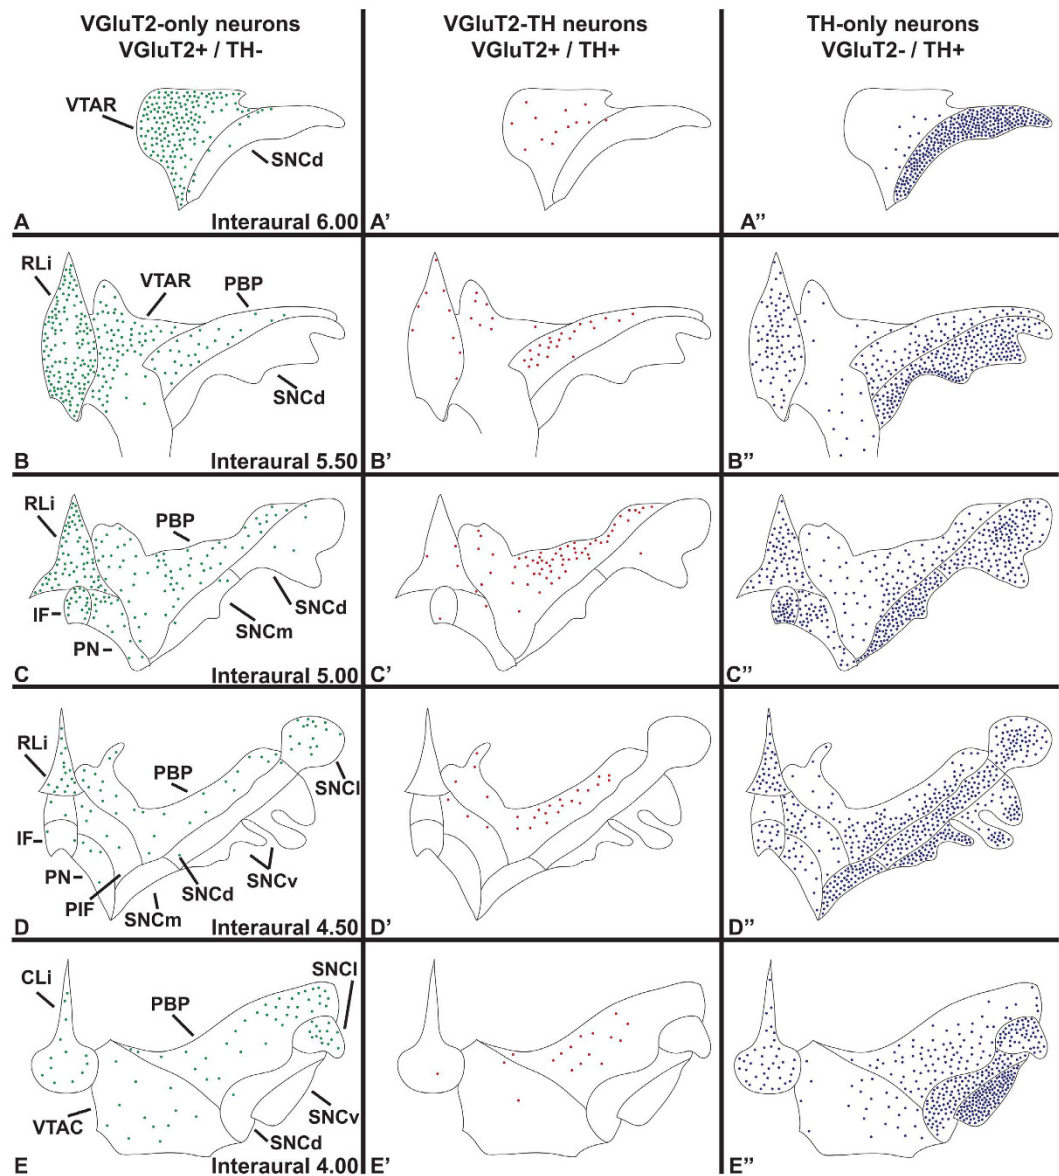 VGluT2-only neurons
VGluT2+ / TH-
VGluT2-TH neurons
VGluT2+ / TH+
TH-only neurons
VGluT2- / TH+
VTAR
SNCd
A
Interaural 6.00
A'
A''
RLi
VTAR
PBP
SNCd
B
Interaural 5.50
B'
B''
RLi
PBP
IF
SNCd
SNCm
PN
C
Interaural 5.00
C'
C''
RLi
PBP
SNCl
IF
PN
SNCv
SNCd
PIF
SNCm
D
Interaural 4.50
D'
D''
CLi
SNCl
PBP
SNCv
VTAC
SNCd
E
Interaural 4.00
E'
E''